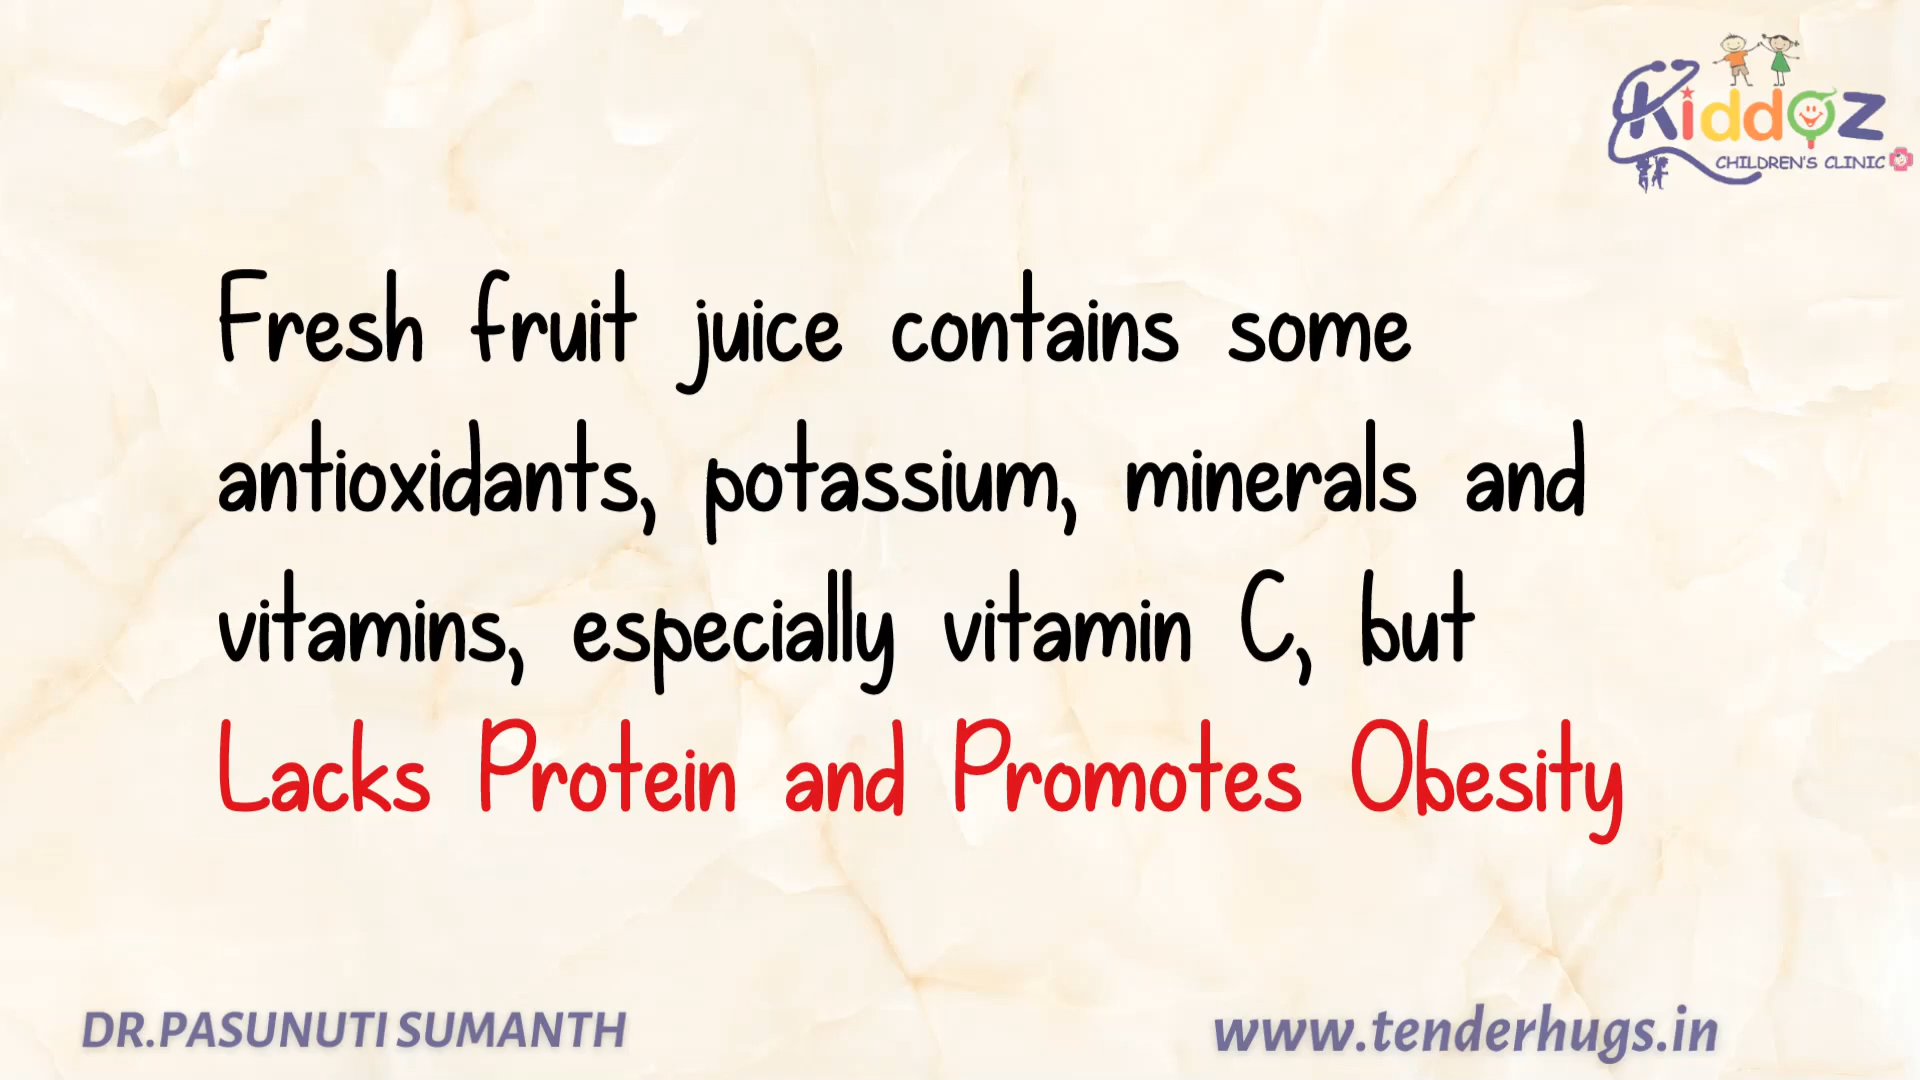 Kiddoz
CHILDREN'S CLINIC
Fresh fruit juice contains some
antioxidants, potassium, minerals and
vitamins, especially vitamin C, but
Lacks Protein and Promotes Obesity
DR.PASUNUTI SUMANTH
www.tenderhugs.in